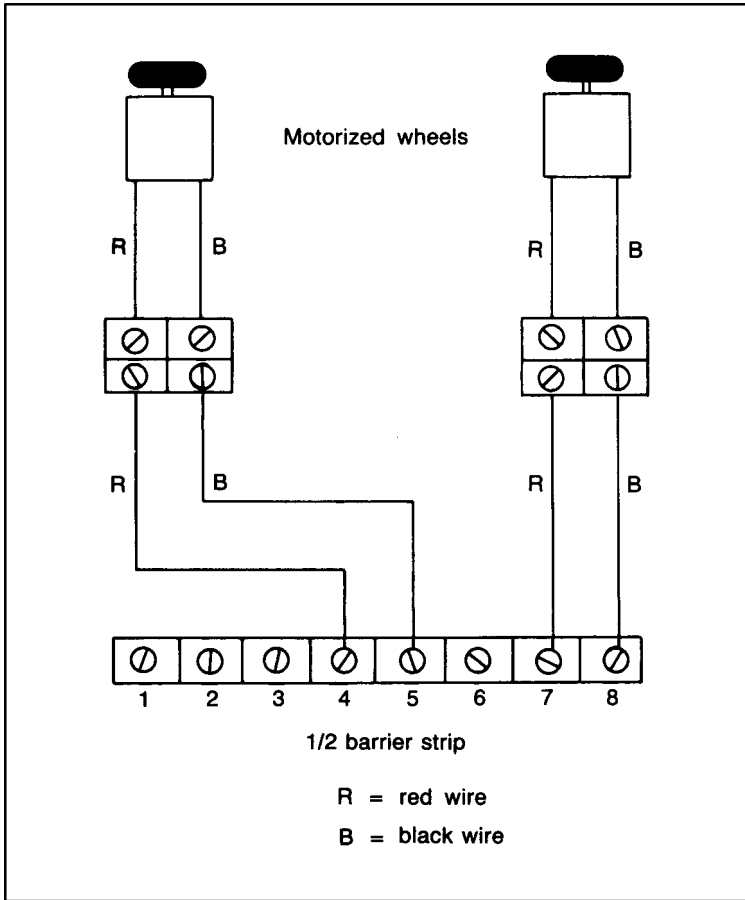 Motorized wheels
R B R B
R B R B
1 2 3 4 5 6 7 8
1/2 barrier strip
R = red wire
B = black wire